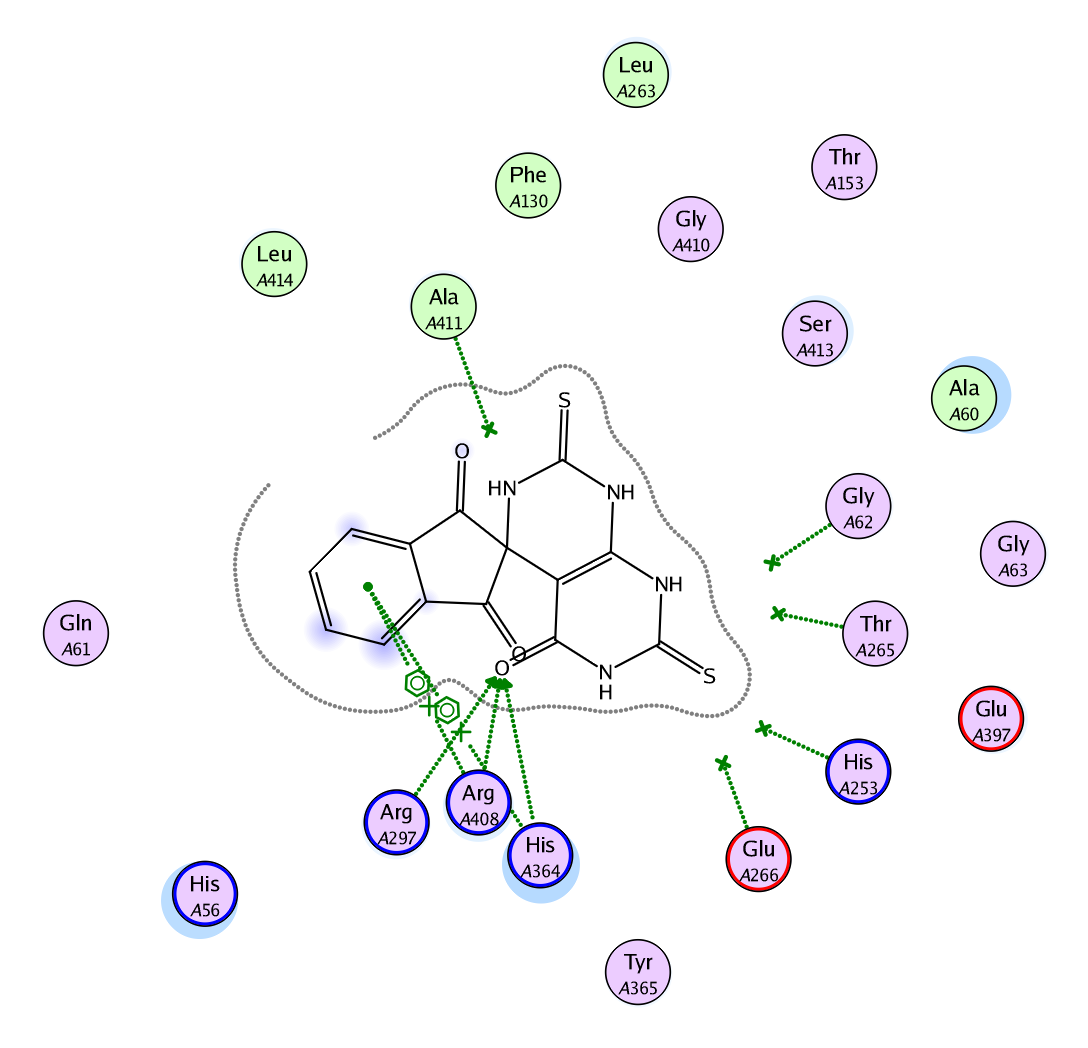 Leu
A263
Thr
A153
Phe
A130
Gly
A410
Leu
A414
Ala
A411
Ser
A413
Ala
A60
S
O
HN
NH
Gly
A62
Gly
A63
NH
Gln
A61
Thr
A265
O
O
N
H
S
Glu
A397
His
A253
Arg
A408
Arg
A297
His
A364
Glu
A266
His
A56
Tyr
A365